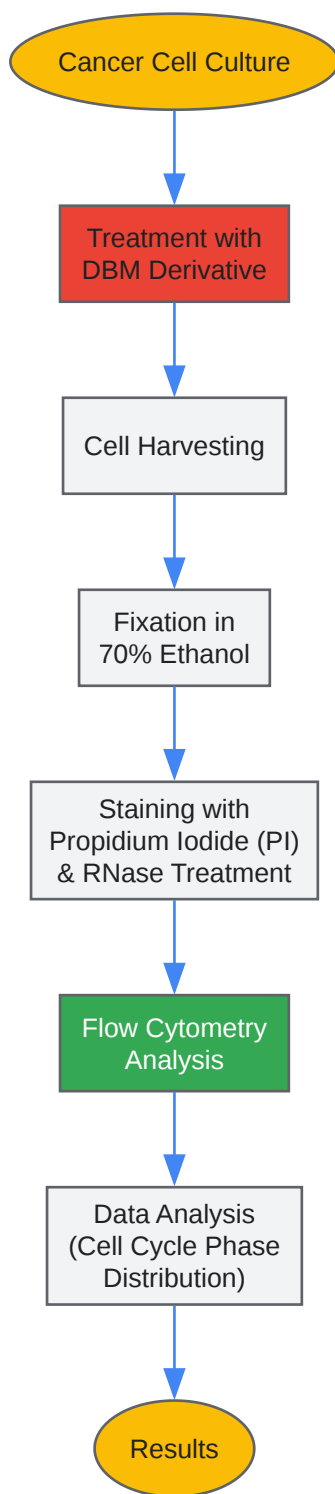 Cancer Cell Culture
Treatment with
DBM Derivative
Cell Harvesting
Fixation in
70% Ethanol
Staining with
Propidium Iodide (PI)
& RNase Treatment
Flow Cytometry
Analysis
Data Analysis
(Cell Cycle Phase
Distribution)
Results